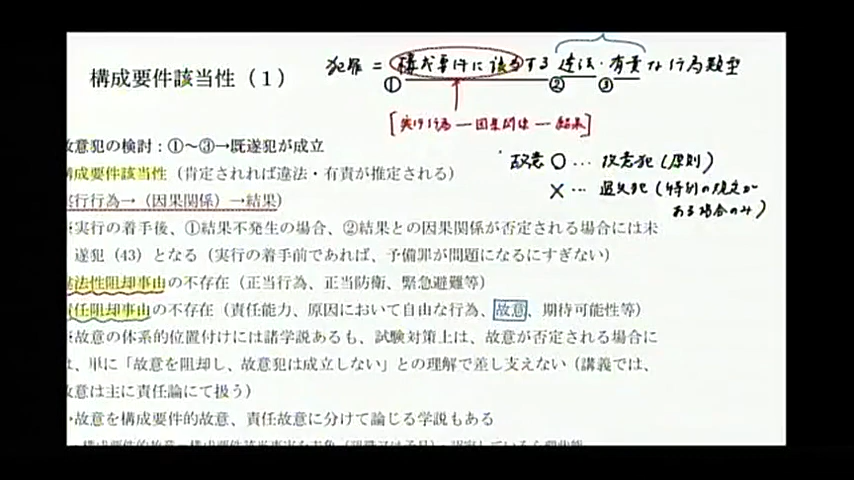 犯罪 = 構成要件に該当する 違法・有責な行為類型
① ② ③
構成要件該当性（1）
[実行行為 ― 因果関係 ― 結果]
故意犯の検討：①～③→既遂犯が成立
故意 ○ … 故意犯（原則）
構成要件該当性（肯定されれば違法・有責が推定される）
× … 過失犯（特別の規定が
ある場合のみ）
実行行為→（因果関係）→結果）
実行の着手後、①結果不発生の場合、②結果との因果関係が否定される場合には未
遂犯（43）となる（実行の着手前であれば、予備罪が問題になるにすぎない）
違法性阻却事由の不存在（正当行為、正当防衛、緊急避難等）
責任阻却事由の不存在（責任能力、原因において自由な行為、故意、期待可能性等）
故意の体系的位置付けには諸学説あるも、試験対策上は、故意が否定される場合に
は、単に「故意を阻却し、故意犯は成立しない」との理解で差し支えない（講義では、
故意は主に責任論にて扱う）
故意を構成要件的故意、責任故意に分けて論じる学説もある